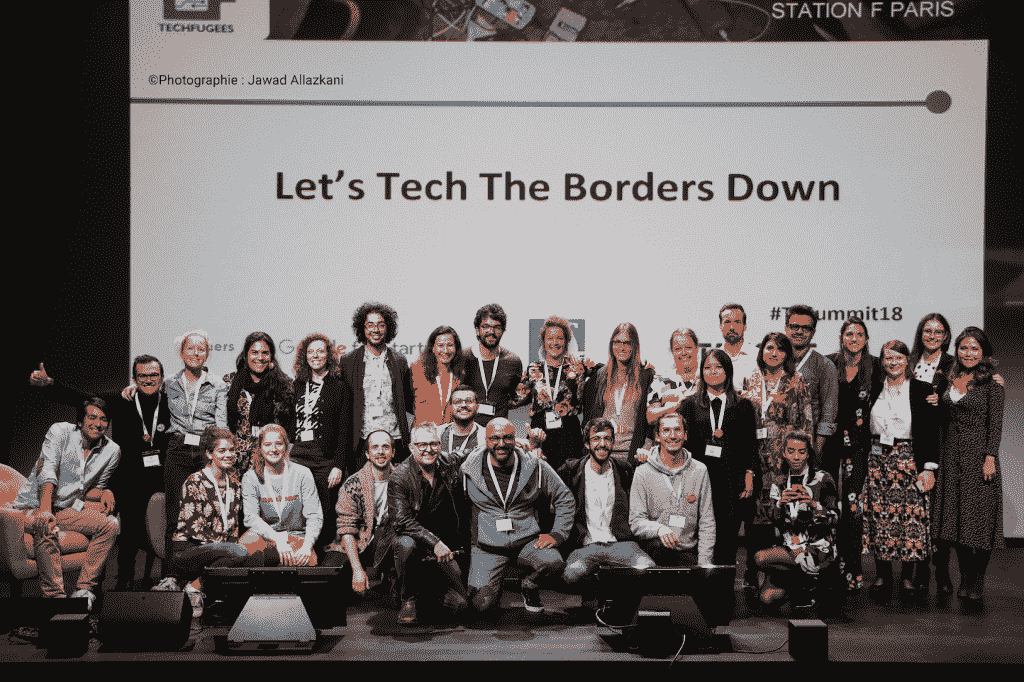 TECHFUGEES
STATION F PARIS
©Photographie : Jawad Allazkani
Let's Tech The Borders Down